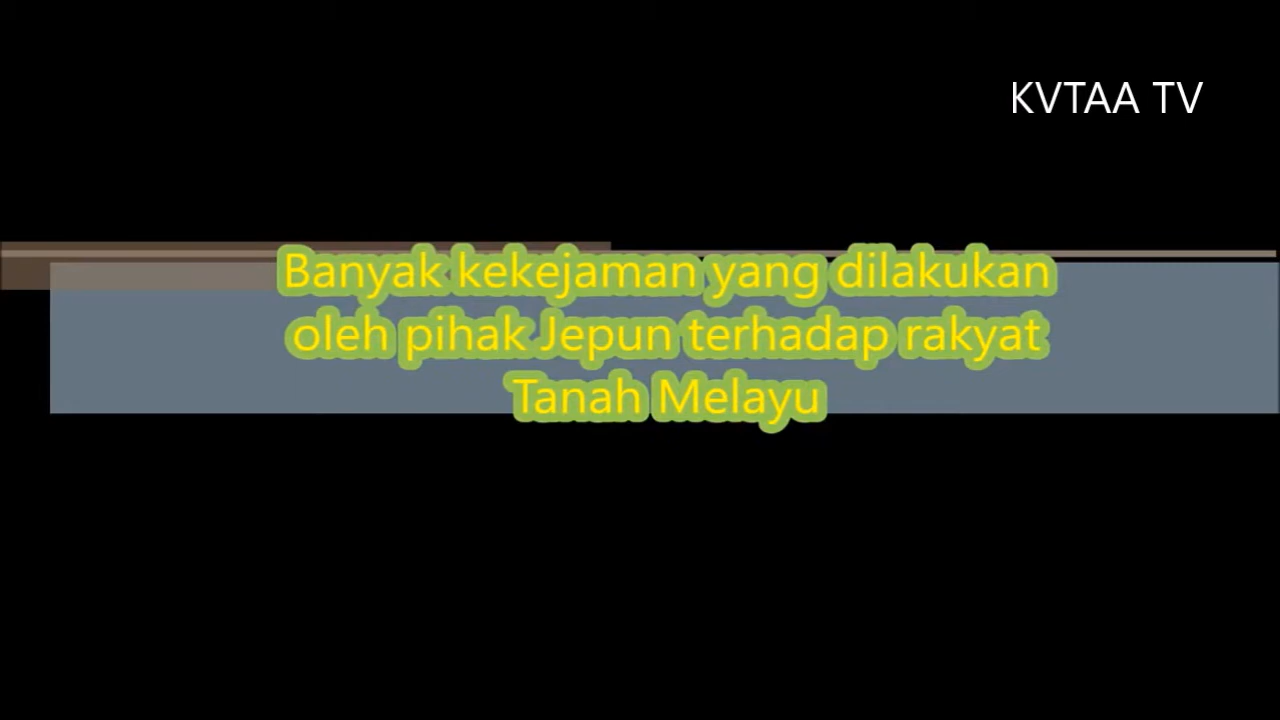 KVTAA TV
Banyak kekejaman yang dilakukan
oleh pihak Jepun terhadap rakyat
Tanah Melayu